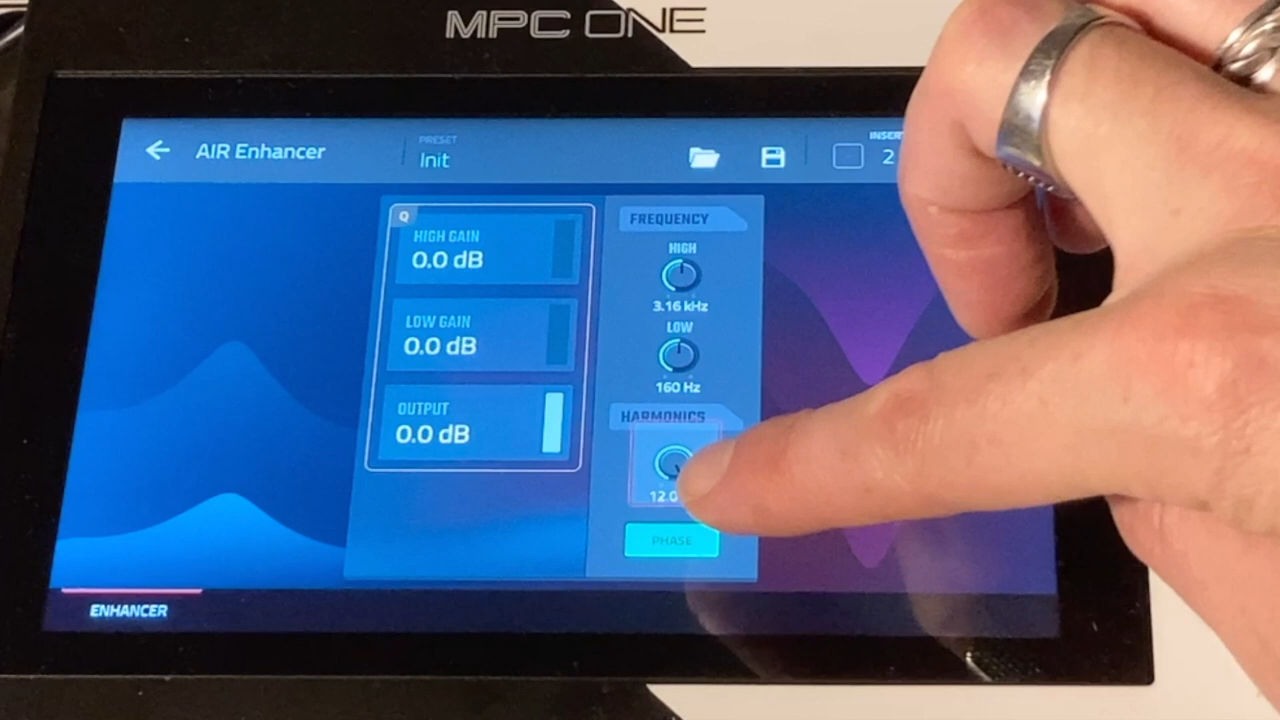 MPC ONE
AIR Enhancer
PRESET
Init
2
Q
HIGH GAIN
0.0 dB
LOW GAIN
0.0 dB
OUTPUT
0.0 dB
FREQUENCY
HIGH
3.16 kHz
LOW
160 Hz
HARMONICS
PHASE
ENHANCER